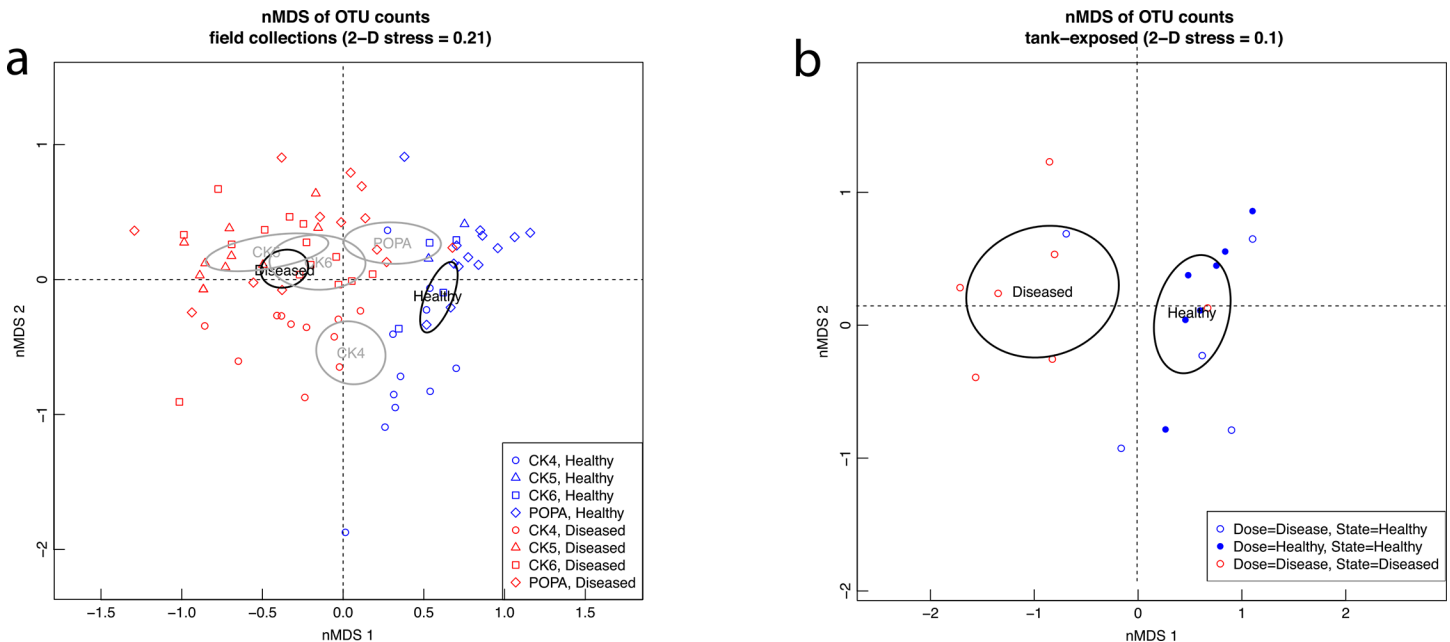 a
nMDS of OTU counts
field collections (2−D stress = 0.21)
nMDS 2
1
0
−1
−2
CK5
CK6
POPA
Diseased
Healthy
CK4
CK4, Healthy
CK5, Healthy
CK6, Healthy
POPA, Healthy
CK4, Diseased
CK5, Diseased
CK6, Diseased
POPA, Diseased
−1.5 −1.0 −0.5 0.0 0.5 1.0 1.5
nMDS 1
b
nMDS of OTU counts
tank−exposed (2−D stress = 0.1)
nMDS 2
1
0
−1
−2
Diseased
Healthy
Dose=Disease, State=Healthy
Dose=Healthy, State=Healthy
Dose=Disease, State=Diseased
−2 −1 0 1 2
nMDS 1